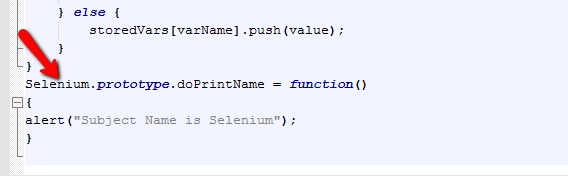 } else {
storedVars[varName].push(value);
}
}
Selenium.prototype.doPrintName = function()
{
alert("Subject Name is Selenium");
}